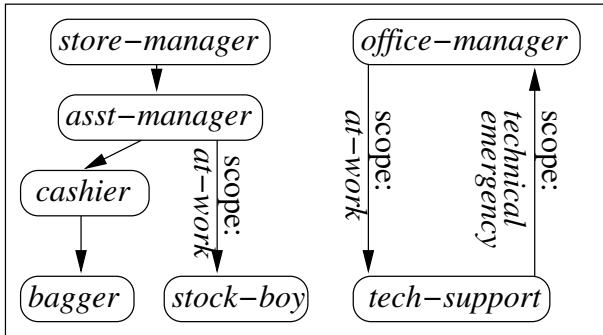 store−manager
office−manager
asst−manager
scope:
at−work
cashier
scope:
at−work
scope:
technical
emergency
bagger
stock−boy
tech−support